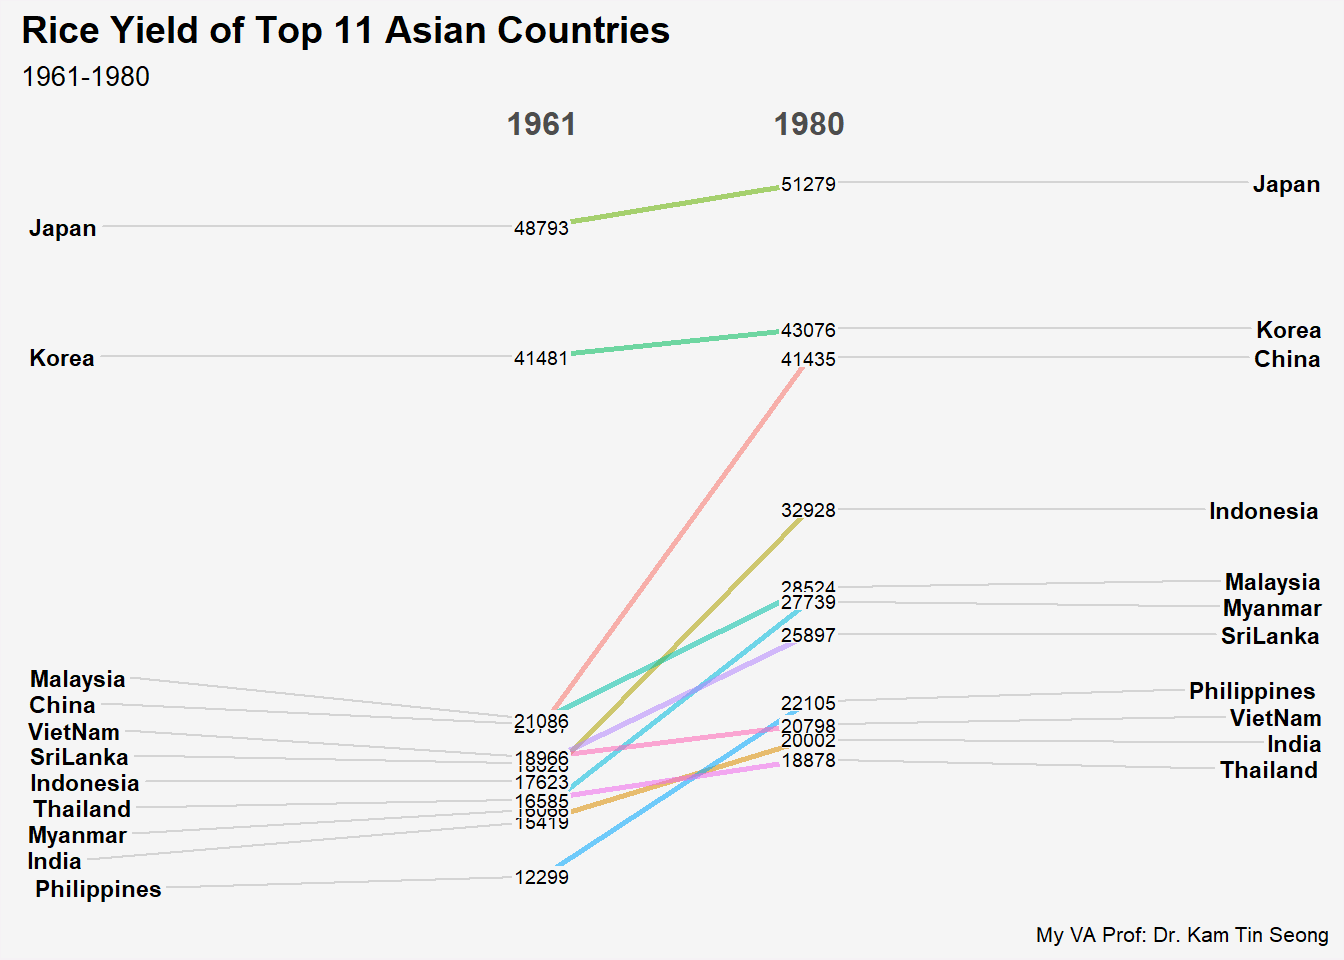 Rice Yield of Top 11 Asian Countries
1961-1980
1961 1980
51279 Japan
Japan 48793
43076 Korea
Korea 41481
41435 China
32928 Indonesia
28524 Malaysia
27739 Myanmar
25897 SriLanka
Malaysia 21086
China
VietNam 18966
SriLanka
Indonesia 17623
Thailand 16585
Myanmar
India 15419
Philippines 12299
22105 Philippines
20798 VietNam
20002 India
18878 Thailand
My VA Prof: Dr. Kam Tin Seong